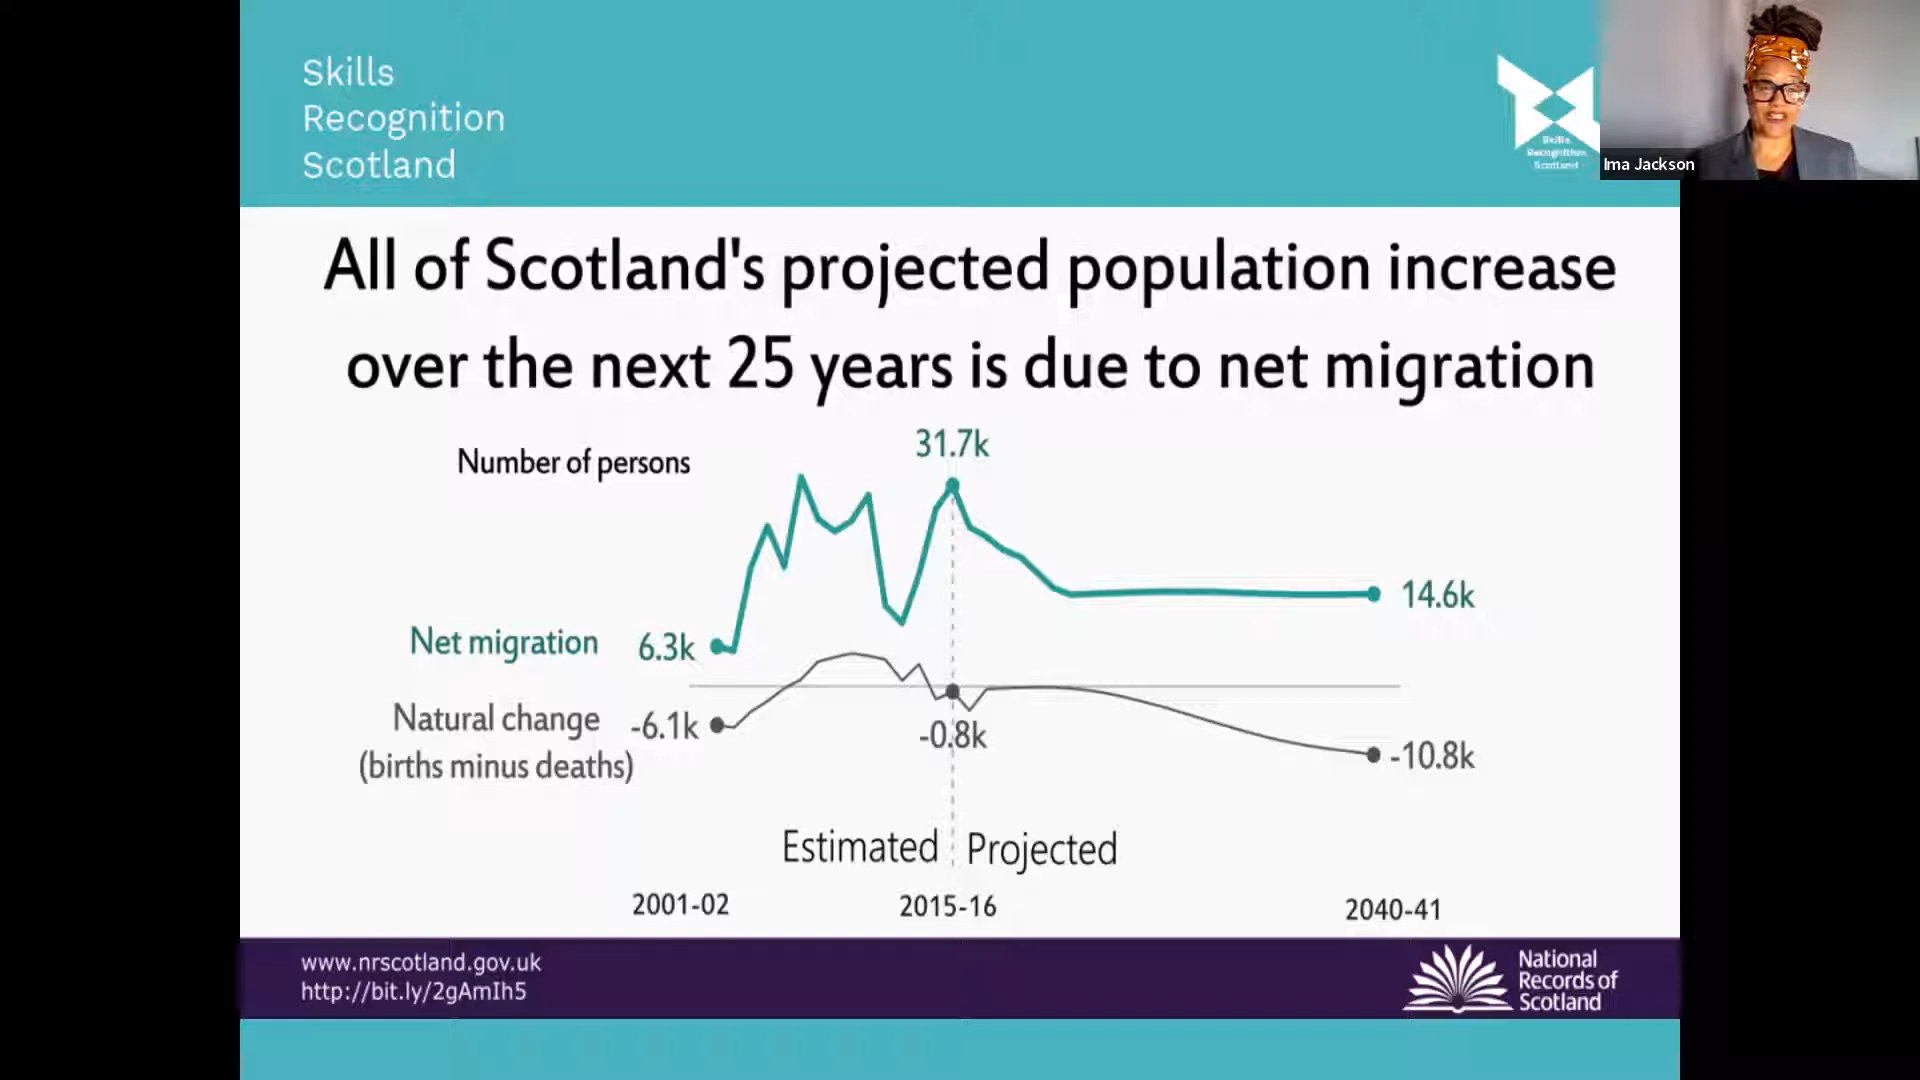 Skills
Recognition
Scotland
Skills
Recognition
Scotland
Ima Jackson
All of Scotland's projected population increase
over the next 25 years is due to net migration
31.7k
Number of persons
14.6k
Net migration 6.3k
Natural change -6.1k
(births minus deaths)
-0.8k
-10.8k
Estimated Projected
2001-02 2015-16 2040-41
www.nrscotland.gov.uk
http://bit.ly/2gAmIh5
National
Records of
Scotland